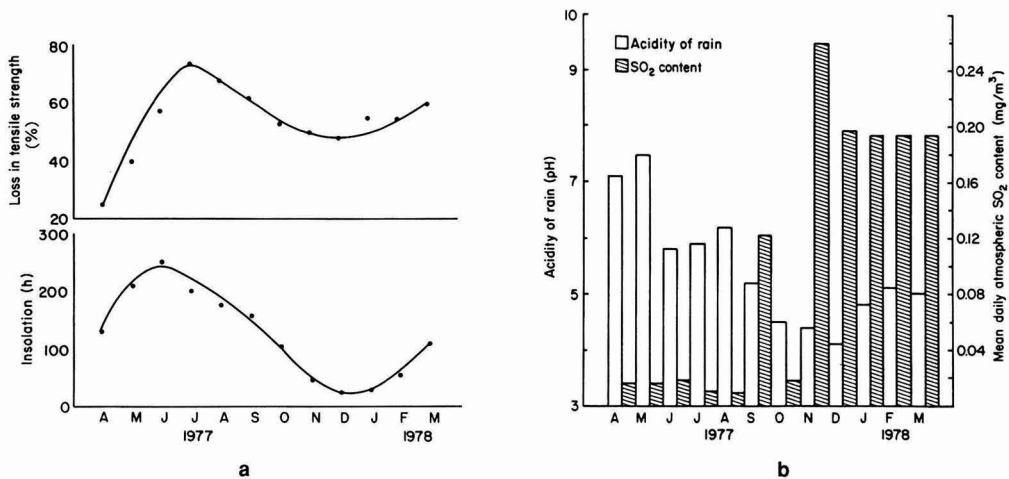 Loss in tensile strength
(%)
80
60
40
20
Insolation (h)
300
200
100
0
A M J J A S O N D J F M
1977 1978
a
Acidity of rain (pH)
10
9
7
5
3
Acidity of rain
SO₂ content
A M J J A S O N D J F M
1977 1978
0.24
0.20
0.16
0.12
0.08
0.04
Mean daily atmospheric SO₂ content (mg/m³)
b